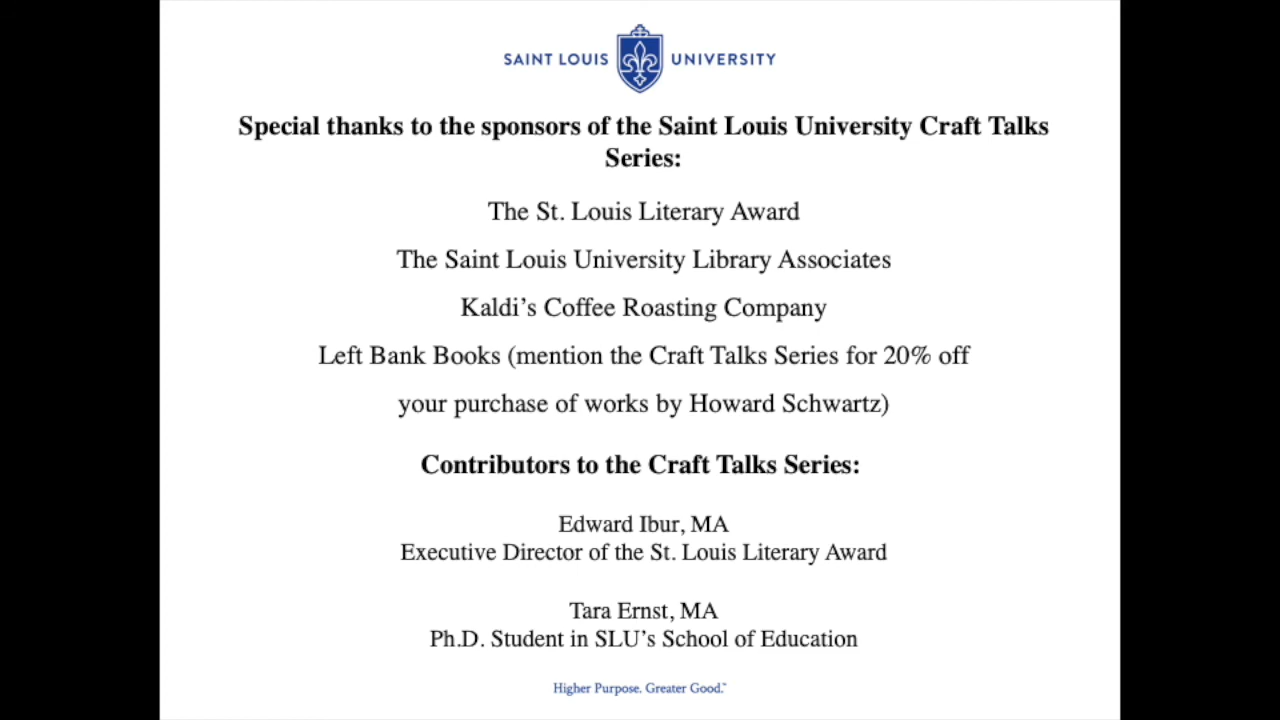 SAINT LOUIS UNIVERSITY
Special thanks to the sponsors of the Saint Louis University Craft Talks
Series:
The St. Louis Literary Award
The Saint Louis University Library Associates
Kaldi’s Coffee Roasting Company
Left Bank Books (mention the Craft Talks Series for 20% off
your purchase of works by Howard Schwartz)
Contributors to the Craft Talks Series:
Edward Ibur, MA
Executive Director of the St. Louis Literary Award
Tara Ernst, MA
Ph.D. Student in SLU’s School of Education
Higher Purpose. Greater Good.™